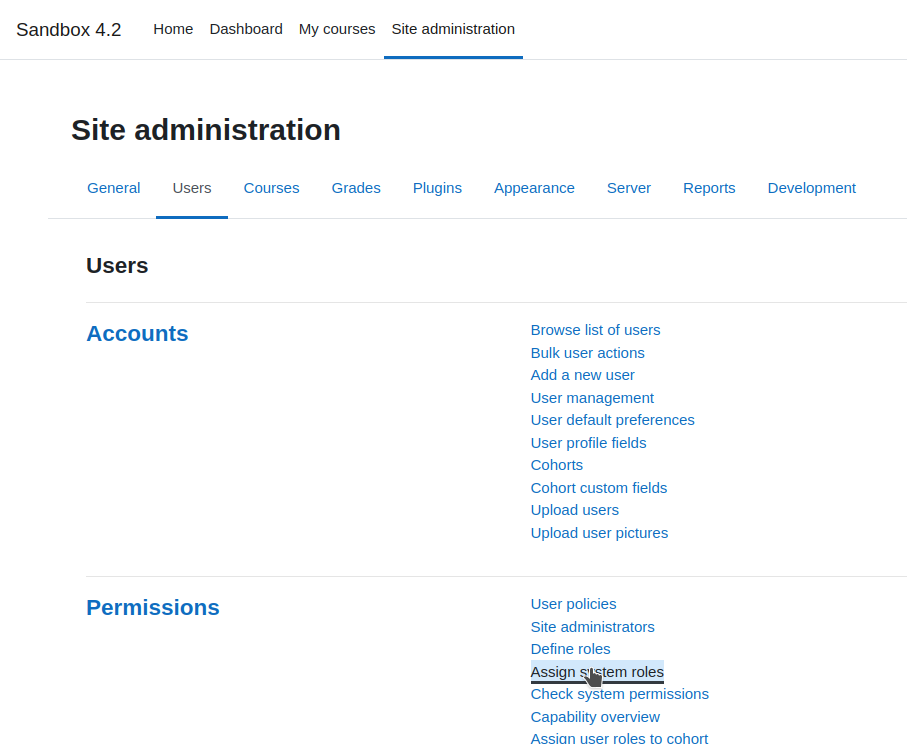 Sandbox 4.2 Home Dashboard My courses Site administration
Site administration
General Users Courses Grades Plugins Appearance Server Reports Development
Users
Accounts
Browse list of users
Bulk user actions
Add a new user
User management
User default preferences
User profile fields
Cohorts
Cohort custom fields
Upload users
Upload user pictures
Permissions
User policies
Site administrators
Define roles
Assign system roles
Check system permissions
Capability overview
Assign user roles to cohort